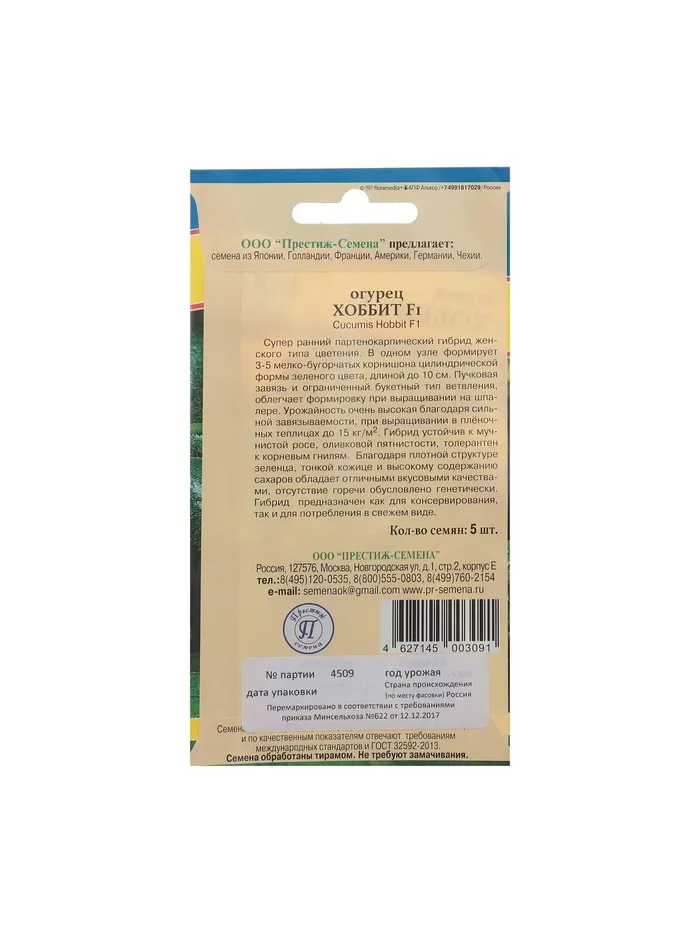 © floramedia+ АПФ Алькор/+74991817029/Россия
ООО "Престиж-Семена" предлагает:
семена из Японии, Голландии, Франции, Америки, Германии, Чехии.
огурец
ХОББИТ F1
Cucumis Hobbit F1
Супер ранний партенокарпический гибрид жен-
ского типа цветения. В одном узле формирует
3-5 мелко-бугорчатых корнишона цилиндрической
формы зеленого цвета, длиной до 10 см. Пучковая
завязь и ограниченный букетный тип ветвления,
облегчает формировку при выращивании на шпа-
лере. Урожайность очень высокая благодаря силь-
ной завязываемости, при выращивании в плёноч-
ных теплицах до 15 кг/м². Гибрид устойчив к муч-
нистой росе, оливковой пятнистости, толерантен
к корневым гнилям. Благодаря плотной структуре
зеленца, тонкой кожице и высокому содержанию
сахаров обладает отличными вкусовыми качества-
ми, отсутствие горечи обусловлено генетически.
Гибрид предназначен как для консервирования,
так и для потребления в свежем виде.
Кол-во семян: 5 шт.
ООО "ПРЕСТИЖ-СЕМЕНА"
Россия, 127576, Москва, Новгородская ул, д.1, стр.2, корпус Е
тел.:8(495)120-0535, 8(800)555-0803, 8(499)760-2154
e-mail: semenaok@gmail.com www.pr-semena.ru
Престиж
П
семена
4 627145 003091
№ партии 4509 год урожая
дата упаковки
Страна происхождения
(по месту фасовки) Россия
Перемаркировано в соответствии с требованиями
приказа Минсельхоза №622 от 12.12.2017
и по качественным показателям отвечают требованиям
международных стандартов и ГОСТ 32592-2013.
Семена обработаны тирамом. Не требуют замачивания.